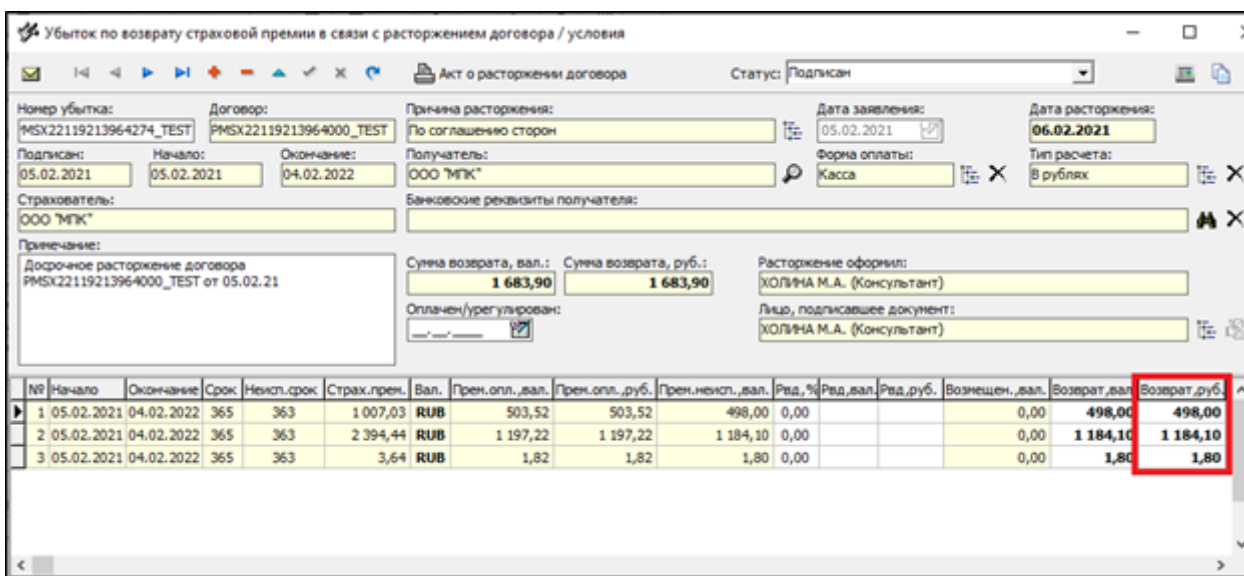 Убыток по возврату страховой премии в связи с расторжением договора / условия
Акт о расторжении договора Статус: Подписан
Номер убытка: Договор: Причина расторжения: Дата заявления: Дата расторжения:
MSX22119213964274_TEST PMSX22119213964000_TEST По соглашению сторон 05.02.2021 06.02.2021
Подписан: Начало: Окончание: Получатель: Форма оплаты: Тип расчета:
05.02.2021 05.02.2021 04.02.2022 ООО "МПК" Касса В рублях
Страхователь: Банковские реквизиты получателя:
ООО "МПК"
Примечание:
Досрочное расторжение договора
PMSX22119213964000_TEST от 05.02.21
Сумма возврата, вал.: Сумма возврата, руб.: Расторжение оформил:
1 683,90 1 683,90 ХОЛИНА М.А. (Консультант)
Оплачен/урегулирован: Лицо, подписавшее документ:
__.__.____ ХОЛИНА М.А. (Консультант)
№ Начало Окончание Срок Неисп.срок Страх.прем. Вал. Прем.опл.,вал. Прем.опл.,руб. Прем.неисп.,вал. Рвд,% Рвд,вал. Рвд,руб. Возмещен.,вал. Возврат,вал Возврат,руб.
1 05.02.2021 04.02.2022 365 363 1 007,03 RUB 503,52 503,52 498,00 0,00 0,00 498,00 498,00
2 05.02.2021 04.02.2022 365 363 2 394,44 RUB 1 197,22 1 197,22 1 184,10 0,00 0,00 1 184,10 1 184,10
3 05.02.2021 04.02.2022 365 363 3,64 RUB 1,82 1,82 1,80 0,00 0,00 1,80 1,80